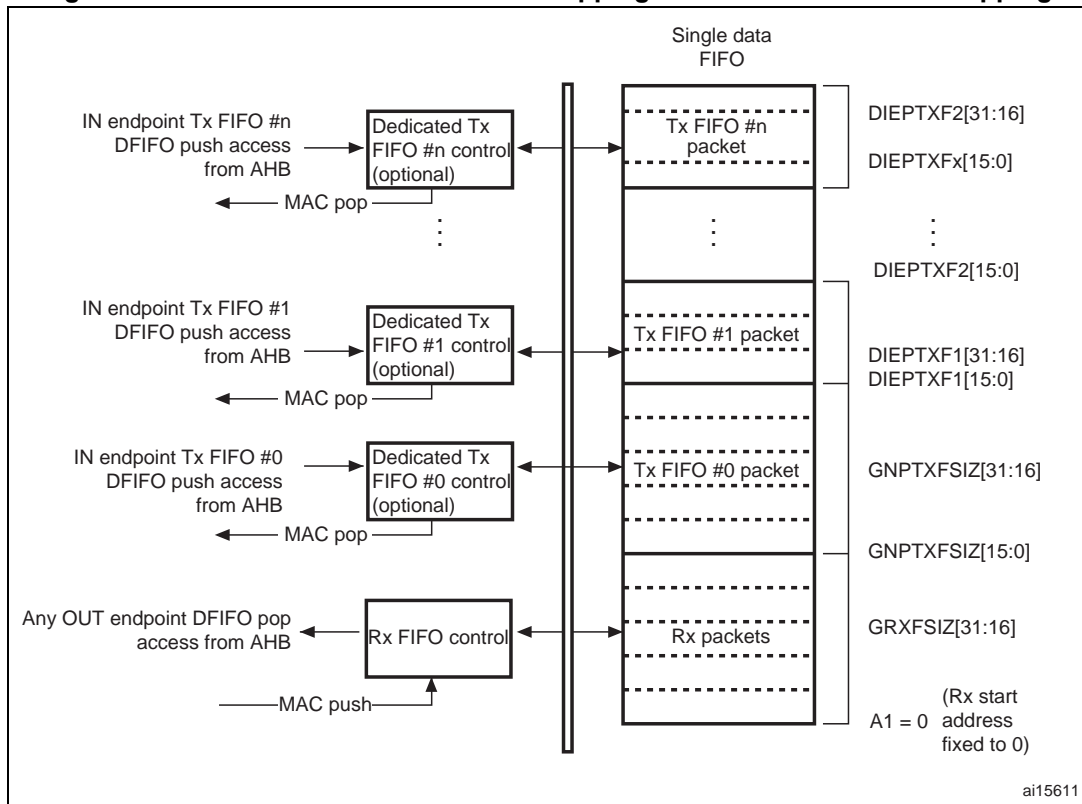 Single data
FIFO
IN endpoint Tx FIFO #n
DFIFO push access
from AHB
Dedicated Tx
FIFO #n control
(optional)
MAC pop
Tx FIFO #n
packet
DIEPTXF2[31:16]
DIEPTXFx[15:0]
DIEPTXF2[15:0]
IN endpoint Tx FIFO #1
DFIFO push access
from AHB
Dedicated Tx
FIFO #1 control
(optional)
MAC pop
Tx FIFO #1 packet
DIEPTXF1[31:16]
DIEPTXF1[15:0]
IN endpoint Tx FIFO #0
DFIFO push access
from AHB
Dedicated Tx
FIFO #0 control
(optional)
MAC pop
Tx FIFO #0 packet
GNPTXFSIZ[31:16]
GNPTXFSIZ[15:0]
Any OUT endpoint DFIFO pop
access from AHB
Rx FIFO control
MAC push
Rx packets
GRXFSIZ[31:16]
A1 = 0
(Rx start
address
fixed to 0)
ai15611